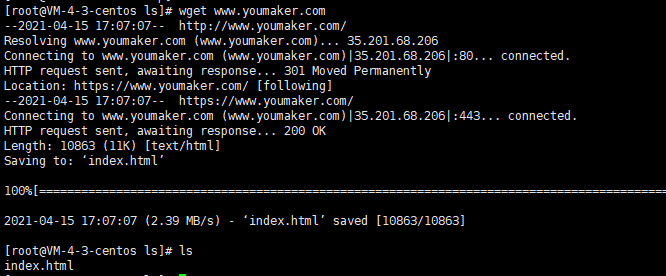 [root@VM-4-3-centos ls]# wget www.youmaker.com
--2021-04-15 17:07:07--  http://www.youmaker.com/
Resolving www.youmaker.com (www.youmaker.com)... 35.201.68.206
Connecting to www.youmaker.com (www.youmaker.com)|35.201.68.206|:80... connected.
HTTP request sent, awaiting response... 301 Moved Permanently
Location: https://www.youmaker.com/ [following]
--2021-04-15 17:07:07--  https://www.youmaker.com/
Connecting to www.youmaker.com (www.youmaker.com)|35.201.68.206|:443... connected.
HTTP request sent, awaiting response... 200 OK
Length: 10863 (11K) [text/html]
Saving to: ‘index.html’
100%[=========================================================================================
2021-04-15 17:07:07 (2.39 MB/s) - ‘index.html’ saved [10863/10863]
[root@VM-4-3-centos ls]# ls
index.html